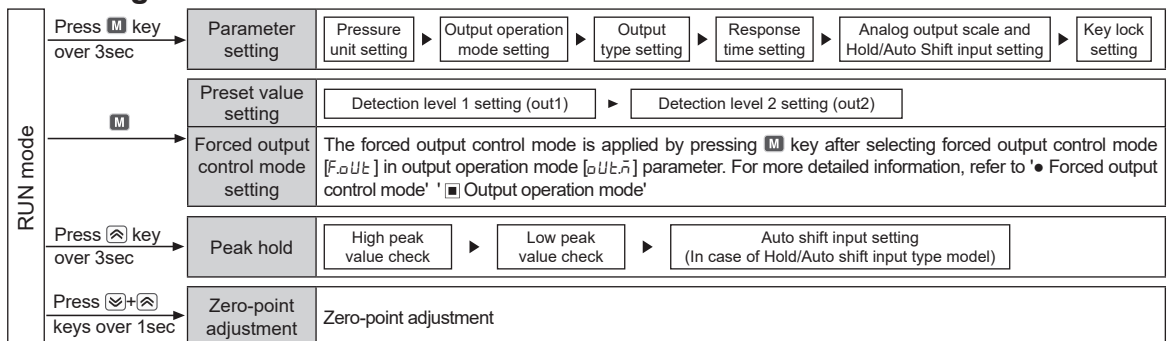 RUN mode
Press M key
over 3sec
Parameter
setting
Pressure
unit setting
Output operation
mode setting
Output
type setting
Response
time setting
Analog output scale and
Hold/Auto Shift input setting
Key lock
setting
M
Preset value
setting
Detection level 1 setting (out1)
Detection level 2 setting (out2)
Forced output
control mode
setting
The forced output control mode is applied by pressing M key after selecting forced output control mode
[F.oUt] in output operation mode [oUt.m] parameter. For more detailed information, refer to '● Forced output
control mode' ' ▣ Output operation mode'
Press key
over 3sec
Peak hold
High peak
value check
Low peak
value check
Auto shift input setting
(In case of Hold/Auto shift input type model)
Press +
keys over 1sec
Zero-point
adjustment
Zero-point adjustment